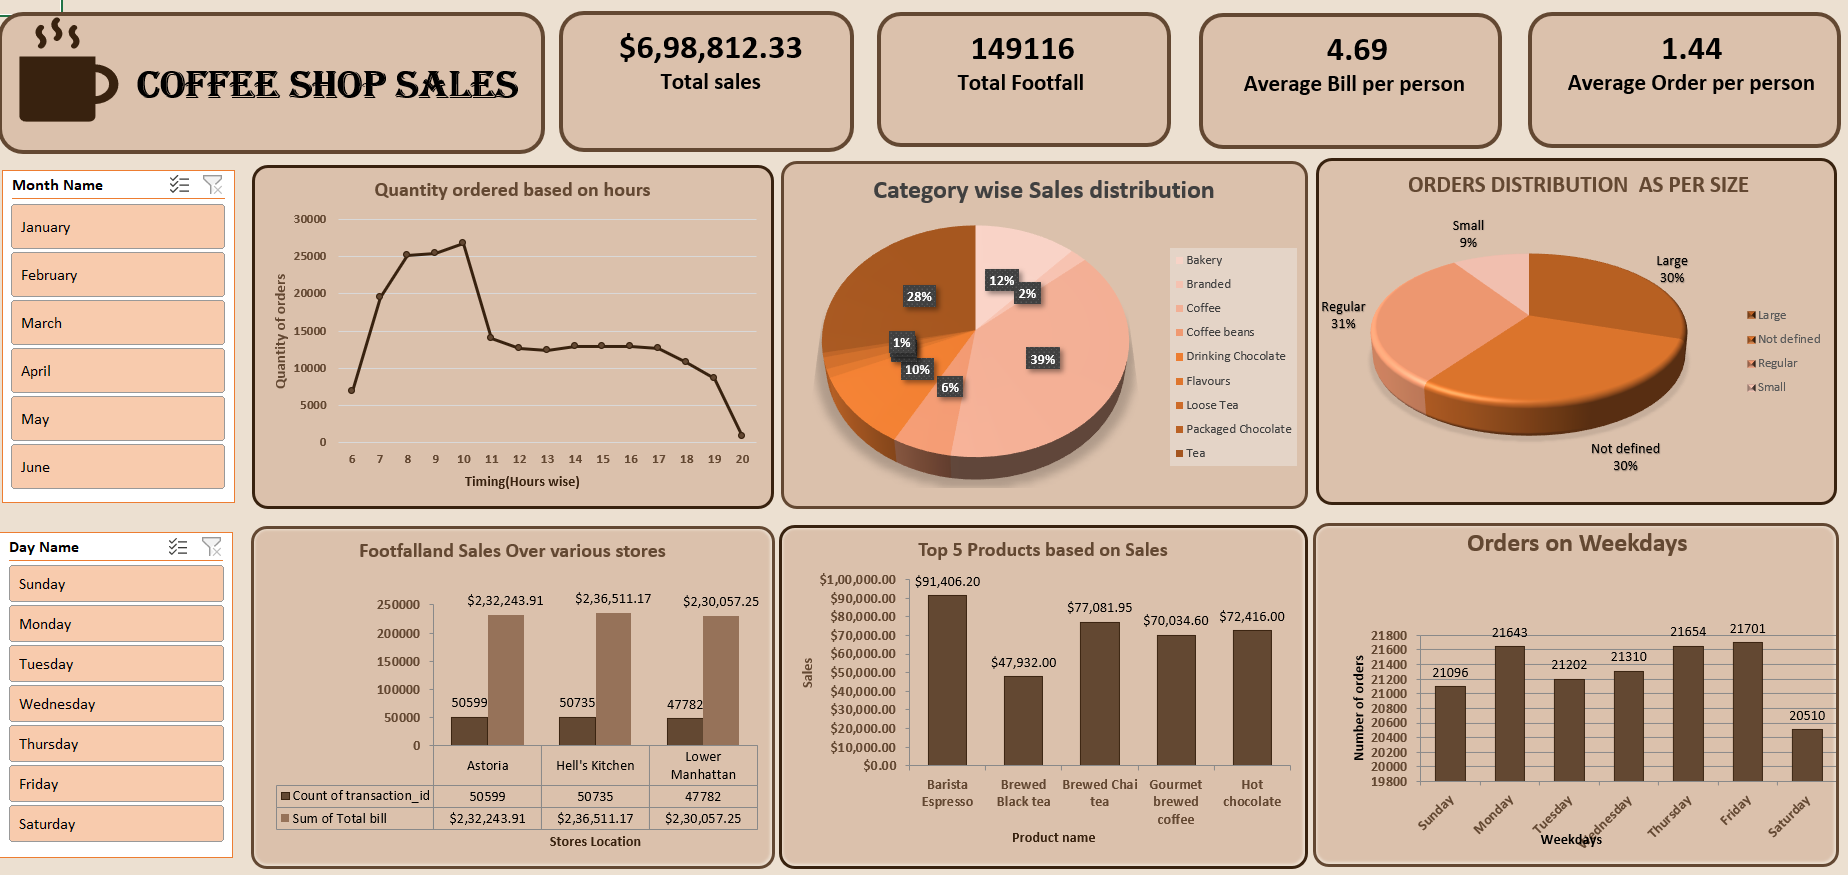 COFFEE SHOP SALES
$6,98,812.33
Total sales
149116
Total Footfall
4.69
Average Bill per person
1.44
Average Order per person
Month Name
January
February
March
April
May
June
Day Name
Sunday
Monday
Tuesday
Wednesday
Thursday
Friday
Saturday
Quantity ordered based on hours
Quantity of orders
30000
25000
20000
15000
10000
5000
0
6 7 8 9 10 11 12 13 14 15 16 17 18 19 20
Timing(Hours wise)
Category wise Sales distribution
12%
2%
39%
6%
10%
1%
28%
Bakery
Branded
Coffee
Coffee beans
Drinking Chocolate
Flavours
Loose Tea
Packaged Chocolate
Tea
ORDERS DISTRIBUTION AS PER SIZE
Small
9%
Large
30%
Regular
31%
Not defined
30%
Large
Not defined
Regular
Small
Footfalland Sales Over various stores
250000
200000
150000
100000
50000
0
$2,32,243.91
$2,36,511.17
$2,30,057.25
50599
50735
47782
Astoria
Hell's Kitchen
Lower
Manhattan
Count of transaction_id 50599 50735 47782
Sum of Total bill $2,32,243.91 $2,36,511.17 $2,30,057.25
Stores Location
Top 5 Products based on Sales
Sales
$1,00,000.00
$90,000.00
$80,000.00
$70,000.00
$60,000.00
$50,000.00
$40,000.00
$30,000.00
$20,000.00
$10,000.00
$0.00
$91,406.20
$47,932.00
$77,081.95
$70,034.60
$72,416.00
Barista
Espresso
Brewed
Black tea
Brewed Chai
tea
Gourmet
brewed
coffee
Hot
chocolate
Product name
Orders on Weekdays
Number of orders
21800
21600
21400
21200
21000
20800
20600
20400
20200
20000
19800
21096
21643
21202
21310
21654
21701
20510
Sunday
Monday
Tuesday
Wednesday
Thursday
Friday
Saturday
Weekdays